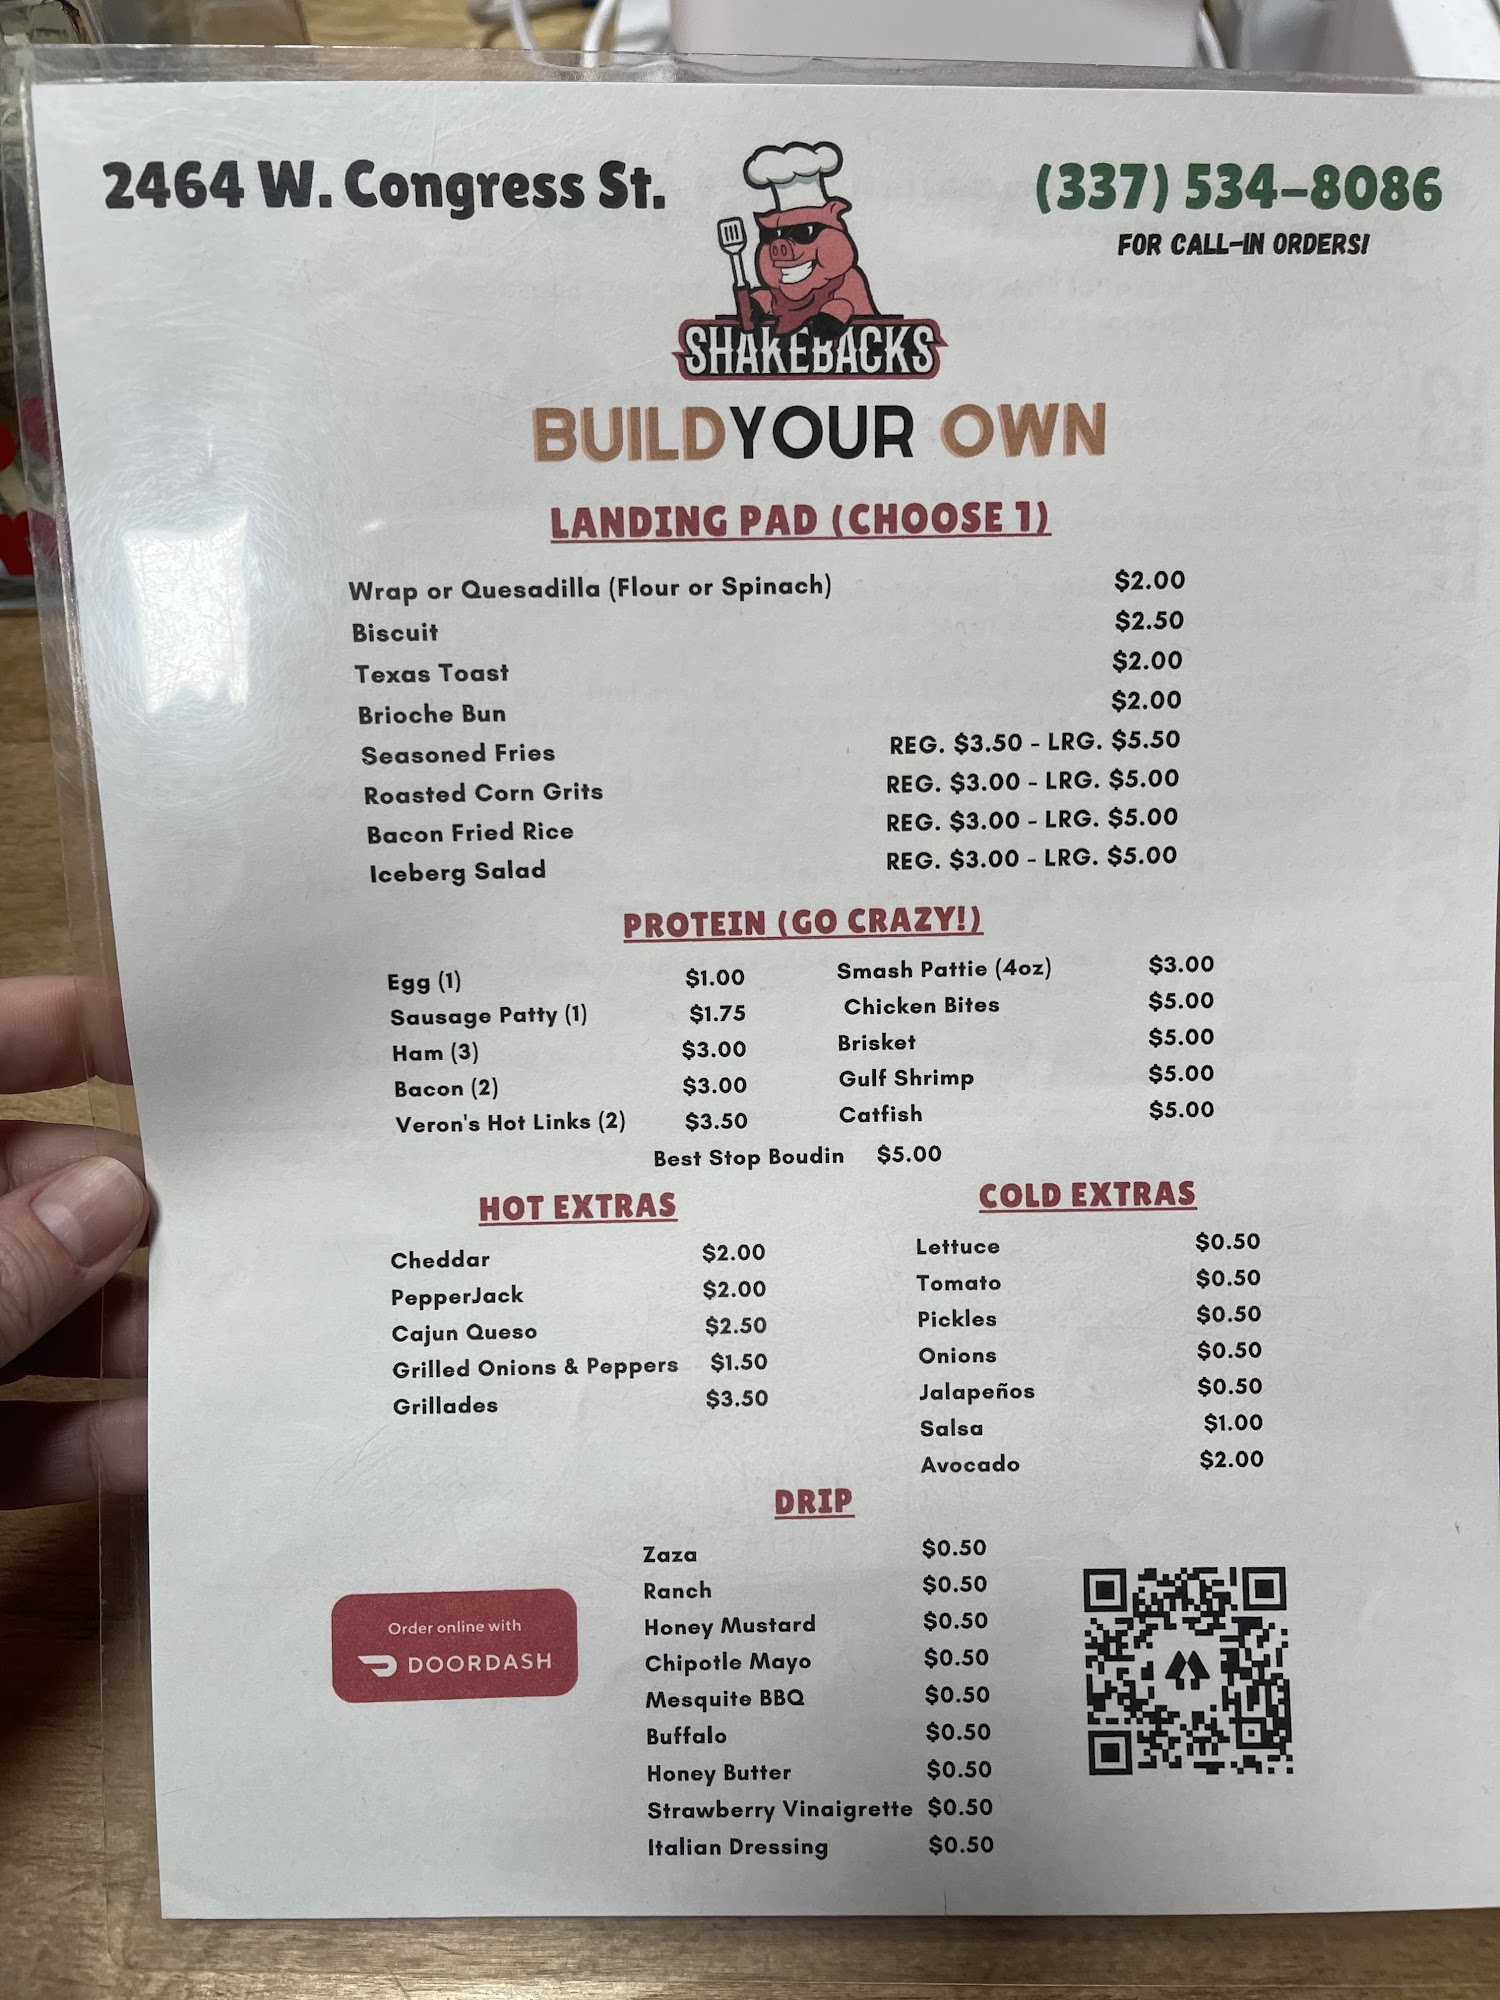 2464 W. Congress St.
(337) 534-8086
FOR CALL-IN ORDERS!
SHAKEBACKS
BUILD YOUR OWN
LANDING PAD (CHOOSE 1)
Wrap or Quesadilla (Flour or Spinach) $2.00
Biscuit $2.50
Texas Toast $2.00
Brioche Bun $2.00
Seasoned Fries REG. $3.50 - LRG. $5.50
Roasted Corn Grits REG. $3.00 - LRG. $5.00
Bacon Fried Rice REG. $3.00 - LRG. $5.00
Iceberg Salad REG. $3.00 - LRG. $5.00
PROTEIN (GO CRAZY!)
Egg (1) $1.00
Sausage Patty (1) $1.75
Ham (3) $3.00
Bacon (2) $3.00
Veron's Hot Links (2) $3.50
Smash Pattie (4oz) $3.00
Chicken Bites $5.00
Brisket $5.00
Gulf Shrimp $5.00
Catfish $5.00
Best Stop Boudin $5.00
HOT EXTRAS
Cheddar $2.00
PepperJack $2.00
Cajun Queso $2.50
Grilled Onions & Peppers $1.50
Grillades $3.50
COLD EXTRAS
Lettuce $0.50
Tomato $0.50
Pickles $0.50
Onions $0.50
Jalapeños $0.50
Salsa $1.00
Avocado $2.00
DRIP
Zaza $0.50
Ranch $0.50
Honey Mustard $0.50
Chipotle Mayo $0.50
Mesquite BBQ $0.50
Buffalo $0.50
Honey Butter $0.50
Strawberry Vinaigrette $0.50
Italian Dressing $0.50
Order online with
DOORDASH